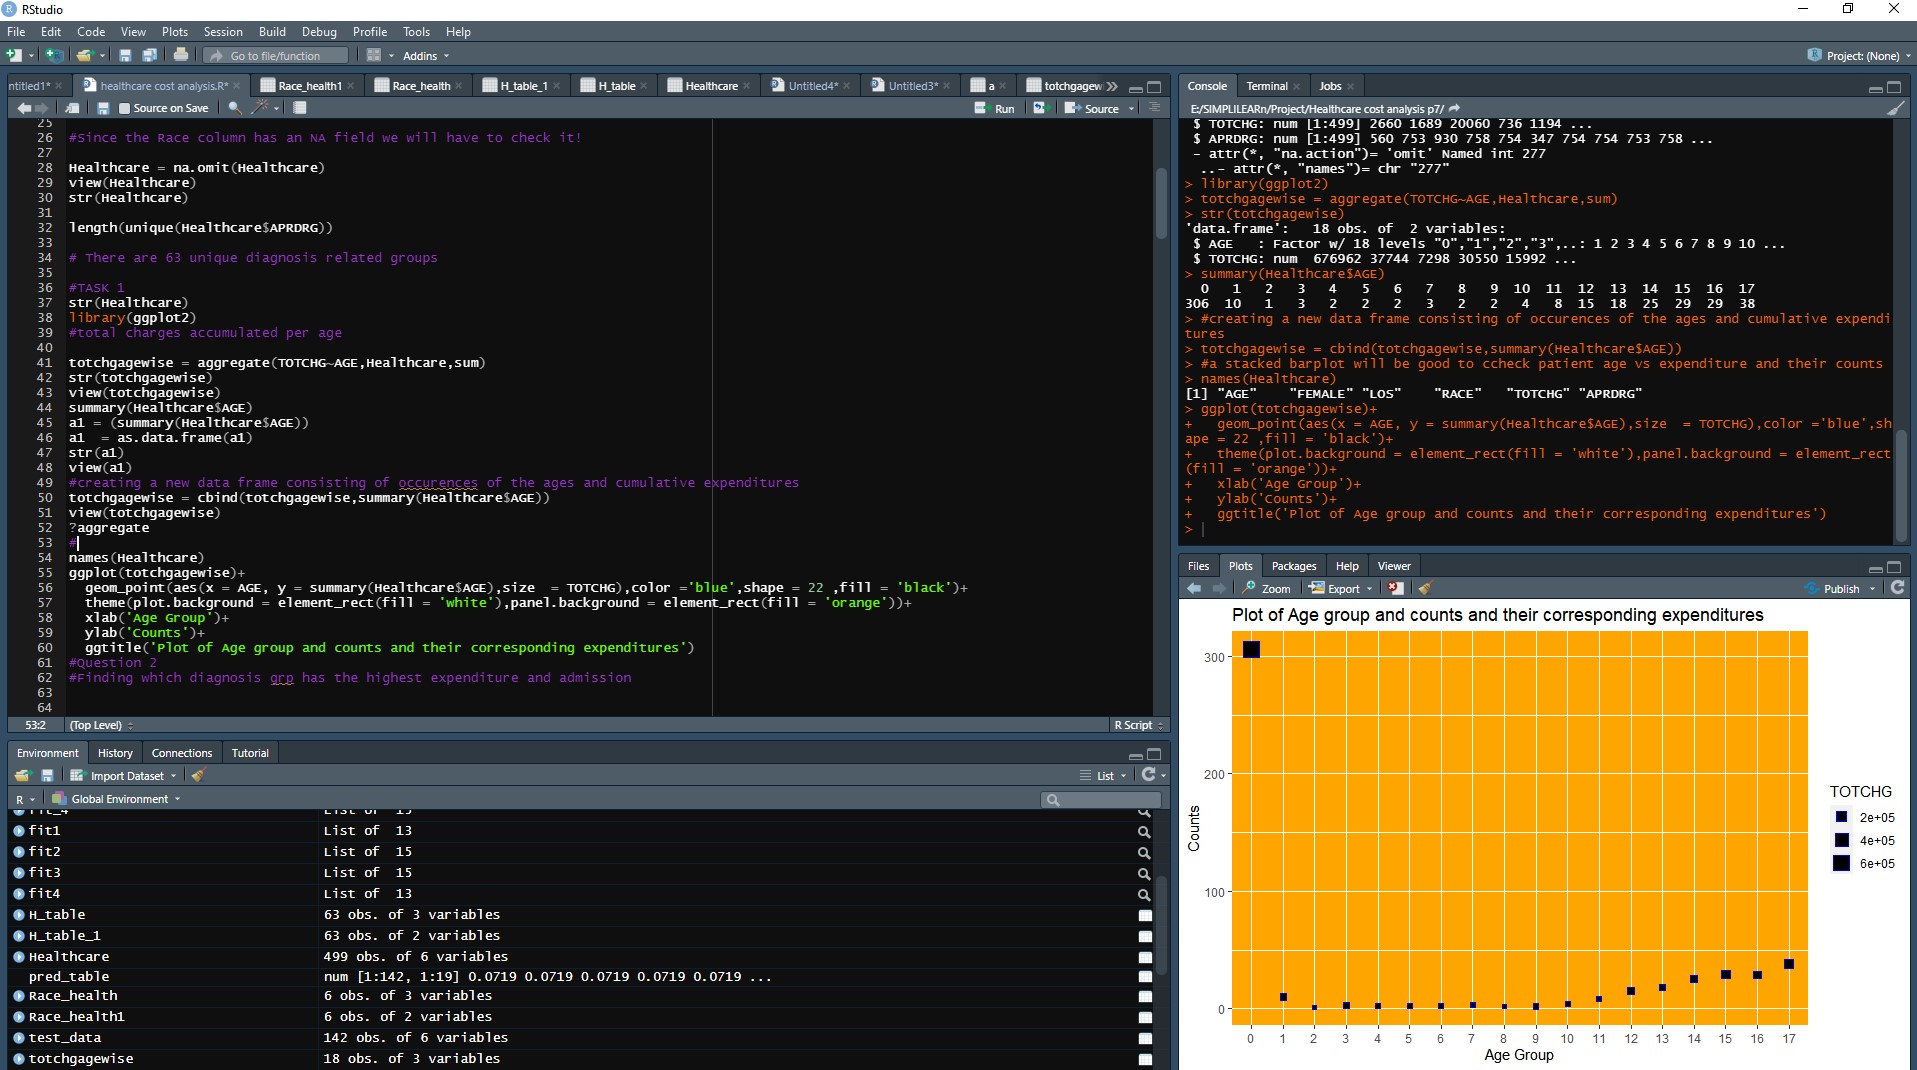 RStudio
File Edit Code View Plots Session Build Debug Profile Tools Help
Go to file/function Addins Project: (None)
ntitled1* healthcare cost analysis.R* Race_health1 Race_health H_table_1 H_table Healthcare Untitled4* Untitled3* a totchgagew
Source on Save Run Source
25
26 #Since the Race column has an NA field we will have to check it!
27
28 Healthcare = na.omit(Healthcare)
29 view(Healthcare)
30 str(Healthcare)
31
32 length(unique(Healthcare$APRDRG))
33
34 # There are 63 unique diagnosis related groups
35
36 #TASK 1
37 str(Healthcare)
38 library(ggplot2)
39 #total charges accumulated per age
40
41 totchgagewise = aggregate(TOTCHG~AGE,Healthcare,sum)
42 str(totchgagewise)
43 view(totchgagewise)
44 summary(Healthcare$AGE)
45 a1 = (summary(Healthcare$AGE))
46 a1  = as.data.frame(a1)
47 str(a1)
48 view(a1)
49 #creating a new data frame consisting of occurences of the ages and cumulative expenditures
50 totchgagewise = cbind(totchgagewise,summary(Healthcare$AGE))
51 view(totchgagewise)
52 ?aggregate
53 #
54 names(Healthcare)
55 ggplot(totchgagewise)+
56   geom_point(aes(x = AGE, y = summary(Healthcare$AGE),size  = TOTCHG),color ='blue',shape = 22 ,fill = 'black')+
57   theme(plot.background = element_rect(fill = 'white'),panel.background = element_rect(fill = 'orange'))+
58   xlab('Age Group')+
59   ylab('Counts')+
60   ggtitle('Plot of Age group and counts and their corresponding expenditures')
61 #Question 2
62 #Finding which diagnosis grp has the highest expenditure and admission
63
64
53:2 (Top Level) R Script
Environment History Connections Tutorial
Import Dataset List
R Global Environment
fit_4 List of 15
fit1 List of 13
fit2 List of 15
fit3 List of 15
fit4 List of 13
H_table 63 obs. of 3 variables
H_table_1 63 obs. of 2 variables
Healthcare 499 obs. of 6 variables
pred_table num [1:142, 1:19] 0.0719 0.0719 0.0719 0.0719 0.0719 ...
Race_health 6 obs. of 3 variables
Race_health1 6 obs. of 2 variables
test_data 142 obs. of 6 variables
totchgagewise 18 obs. of 3 variables
Console Terminal Jobs
E:/SIMPLILEARn/Project/Healthcare cost analysis p7/
$ TOTCHG: num [1:499] 2660 1689 20060 736 1194 ...
$ APRDRG: num [1:499] 560 753 930 758 754 347 754 754 753 758 ...
- attr(*, "na.action")= 'omit' Named int 277
..- attr(*, "names")= chr "277"
> library(ggplot2)
> totchgagewise = aggregate(TOTCHG~AGE,Healthcare,sum)
> str(totchgagewise)
'data.frame': 18 obs. of  2 variables:
$ AGE   : Factor w/ 18 levels "0","1","2","3",..: 1 2 3 4 5 6 7 8 9 10 ...
$ TOTCHG: num  676962 37744 7298 30550 15992 ...
> summary(Healthcare$AGE)
0 1 2 3 4 5 6 7 8 9 10 11 12 13 14 15 16 17
306 10 1 3 2 2 2 3 2 2 4 8 15 18 25 29 29 38
> #creating a new data frame consisting of occurences of the ages and cumulative expendi
tures
> totchgagewise = cbind(totchgagewise,summary(Healthcare$AGE))
> #a stacked barplot will be good to ccheck patient age vs expenditure and their counts
> names(Healthcare)
[1] "AGE"    "FEMALE" "LOS"    "RACE"   "TOTCHG" "APRDRG"
> ggplot(totchgagewise)+
+   geom_point(aes(x = AGE, y = summary(Healthcare$AGE),size  = TOTCHG),color ='blue',sh
ape = 22 ,fill = 'black')+
+   theme(plot.background = element_rect(fill = 'white'),panel.background = element_rect
(fill = 'orange'))+
+   xlab('Age Group')+
+   ylab('Counts')+
+   ggtitle('Plot of Age group and counts and their corresponding expenditures')
>
Files Plots Packages Help Viewer
Zoom Export Publish
Plot of Age group and counts and their corresponding expenditures
300
200
100
0
Counts
0 1 2 3 4 5 6 7 8 9 10 11 12 13 14 15 16 17
Age Group
TOTCHG
2e+05
4e+05
6e+05